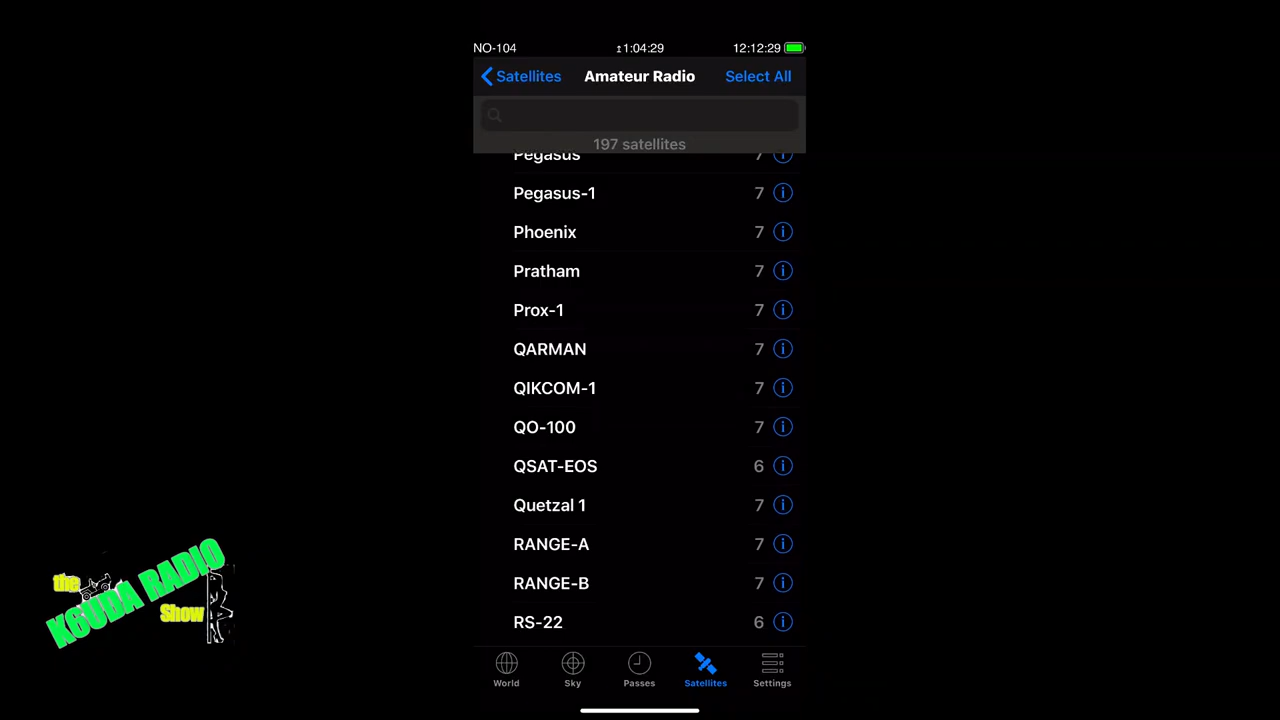 NO-104 ±1:04:29 12:12:29
Satellites Amateur Radio Select All
197 satellites
Pegasus 7
Pegasus-1 7
Phoenix 7
Pratham 7
Prox-1 7
QARMAN 7
QIKCOM-1 7
QO-100 7
QSAT-EOS 6
Quetzal 1 7
RANGE-A 7
RANGE-B 7
RS-22 6
World Sky Passes Satellites Settings
the
K6UDA RADIO
Show